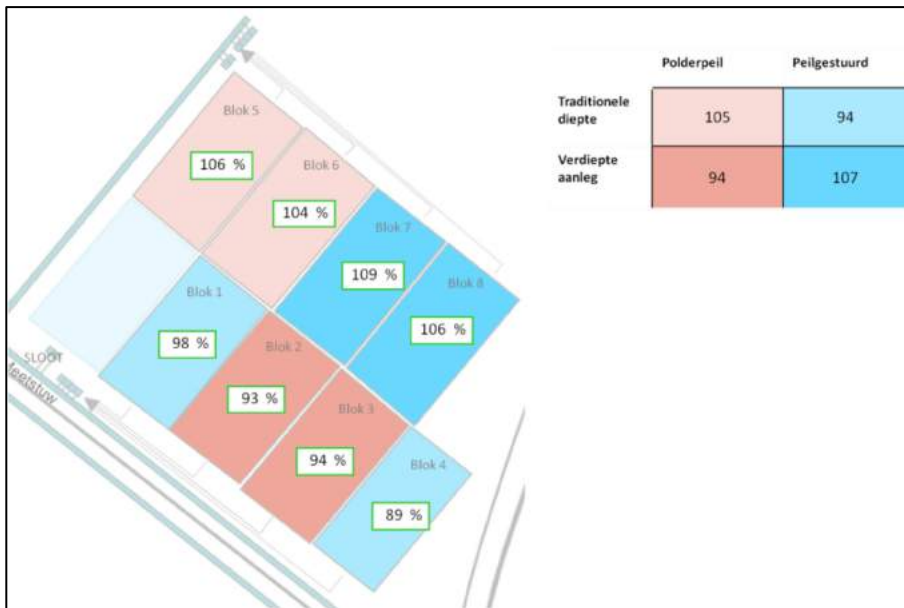 Blok 5
106 %
Blok 6
104 %
Blok 7
109 %
Blok 8
106 %
Blok 1
98 %
Blok 2
93 %
Blok 3
94 %
Blok 4
89 %
SLOOT
Meetstuw
Polderpeil Peilgestuurd
Traditionele
diepte
105 94
Verdiepte
aanleg
94 107